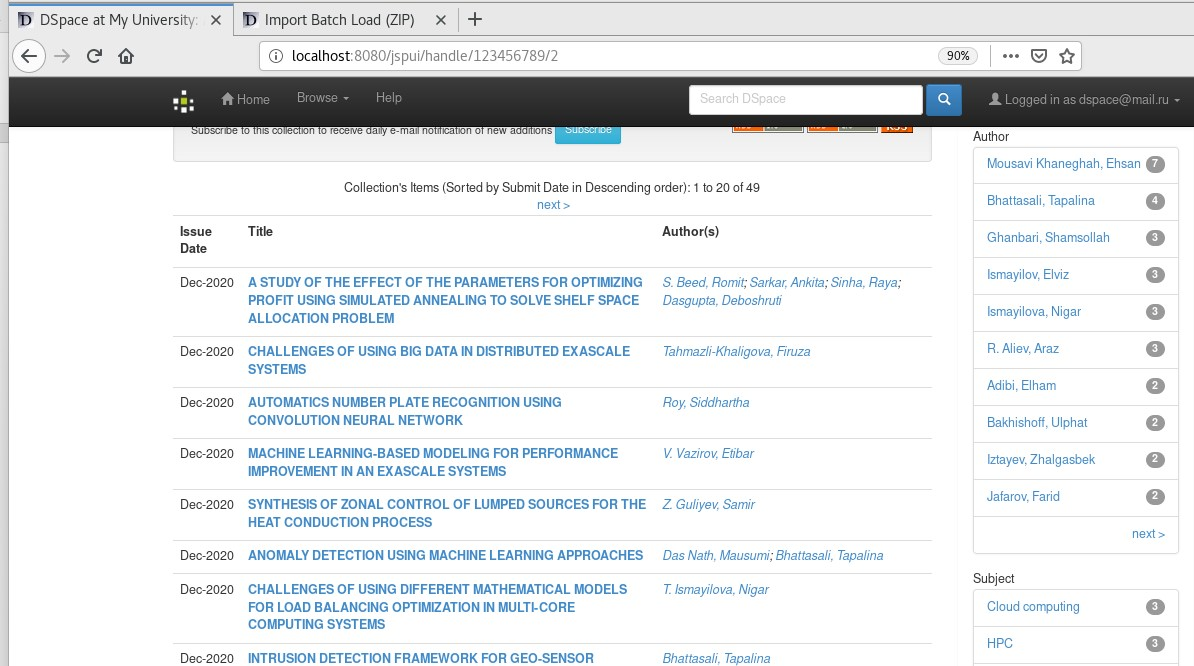 DSpace at My University:
Import Batch Load (ZIP)
localhost:8080/jspui/handle/123456789/2
90%
Home
Browse
Help
Search DSpace
Logged in as dspace@mail.ru
Subscribe to this collection to receive daily e-mail notification of new additions
Subscribe
RSS
Collection's Items (Sorted by Submit Date in Descending order): 1 to 20 of 49
next >
Issue Date
Title
Author(s)
Dec-2020
A STUDY OF THE EFFECT OF THE PARAMETERS FOR OPTIMIZING
PROFIT USING SIMULATED ANNEALING TO SOLVE SHELF SPACE
ALLOCATION PROBLEM
S. Beed, Romit; Sarkar, Ankita; Sinha, Raya;
Dasgupta, Deboshruti
Dec-2020
CHALLENGES OF USING BIG DATA IN DISTRIBUTED EXASCALE
SYSTEMS
Tahmazli-Khaligova, Firuza
Dec-2020
AUTOMATICS NUMBER PLATE RECOGNITION USING
CONVOLUTION NEURAL NETWORK
Roy, Siddhartha
Dec-2020
MACHINE LEARNING-BASED MODELING FOR PERFORMANCE
IMPROVEMENT IN AN EXASCALE SYSTEMS
V. Vazirov, Etibar
Dec-2020
SYNTHESIS OF ZONAL CONTROL OF LUMPED SOURCES FOR THE
HEAT CONDUCTION PROCESS
Z. Guliyev, Samir
Dec-2020
ANOMALY DETECTION USING MACHINE LEARNING APPROACHES
Das Nath, Mausumi; Bhattasali, Tapalina
Dec-2020
CHALLENGES OF USING DIFFERENT MATHEMATICAL MODELS
FOR LOAD BALANCING OPTIMIZATION IN MULTI-CORE
COMPUTING SYSTEMS
T. Ismayilova, Nigar
Dec-2020
INTRUSION DETECTION FRAMEWORK FOR GEO-SENSOR
Bhattasali, Tapalina
Author
Mousavi Khaneghah, Ehsan 7
Bhattasali, Tapalina 4
Ghanbari, Shamsollah 3
Ismayilov, Elviz 3
Ismayilova, Nigar 3
R. Aliev, Araz 3
Adibi, Elham 2
Bakhishoff, Ulphat 2
Iztayev, Zhalgasbek 2
Jafarov, Farid 2
next >
Subject
Cloud computing 3
HPC 3